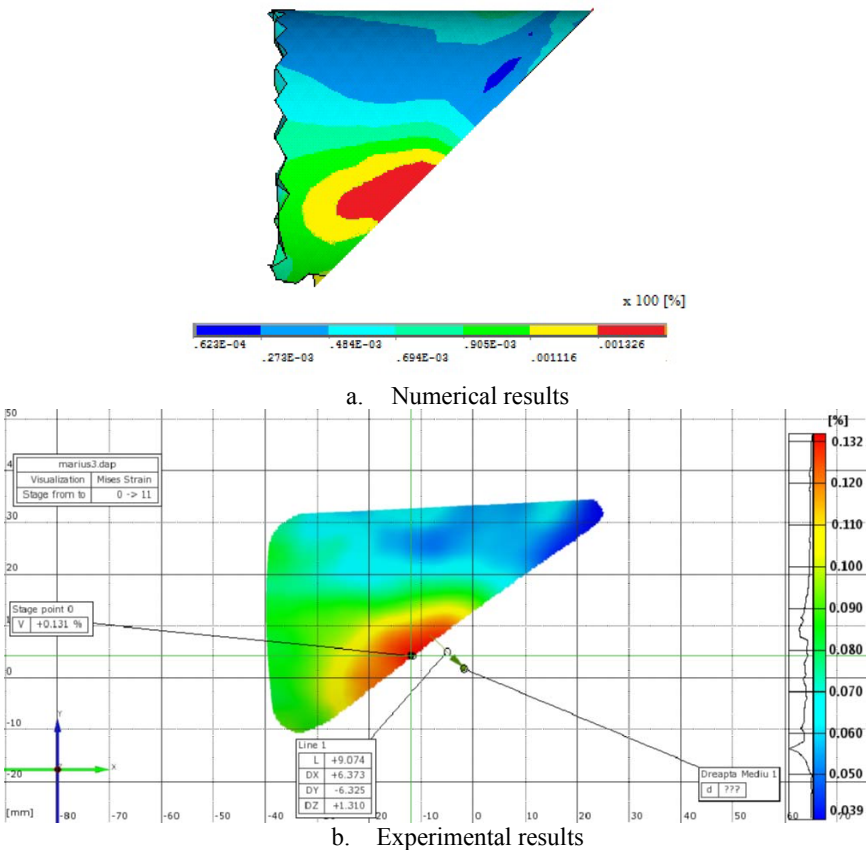 x 100 [%]
.623E-04 .484E-03 .905E-03 .001326
.273E-03 .694E-03 .001116
a. Numerical results
[%]
marius3.dap
Visualization Mises Strain
Stage from to 0 -> 11
Stage point 0
V +0.131 %
Line 1
L +9.074
DX +6.373
DY -6.325
DZ +1.310
Dreapta Mediu 1
d ???
50
4
30
20
10
0
-10
-20
[mm] -80 -70 -60 -50 -40 -30 -20 -10 0 10 20 30 40 50 60 70
Y
X
0.132
0.120
0.110
0.100
0.090
0.080
0.070
0.060
0.050
0.039
b. Experimental results